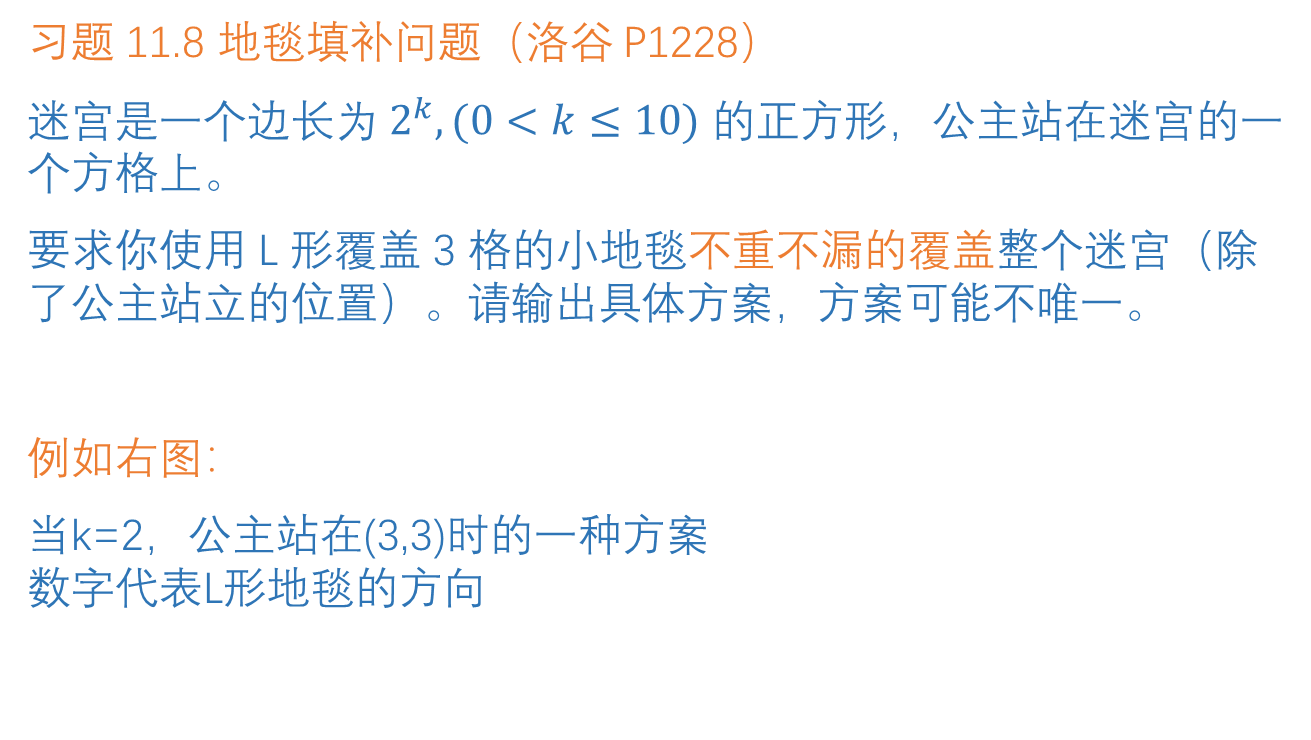 习题 11.8 地毯填补问题（洛谷 P1228）
迷宫是一个边长为 2^k, (0 < k ≤ 10) 的正方形，公主站在迷宫的一
个方格上。
要求你使用 L 形覆盖 3 格的小地毯不重不漏的覆盖整个迷宫（除
了公主站立的位置）。请输出具体方案，方案可能不唯一。
例如右图：
当k=2，公主站在(3,3)时的一种方案
数字代表L形地毯的方向